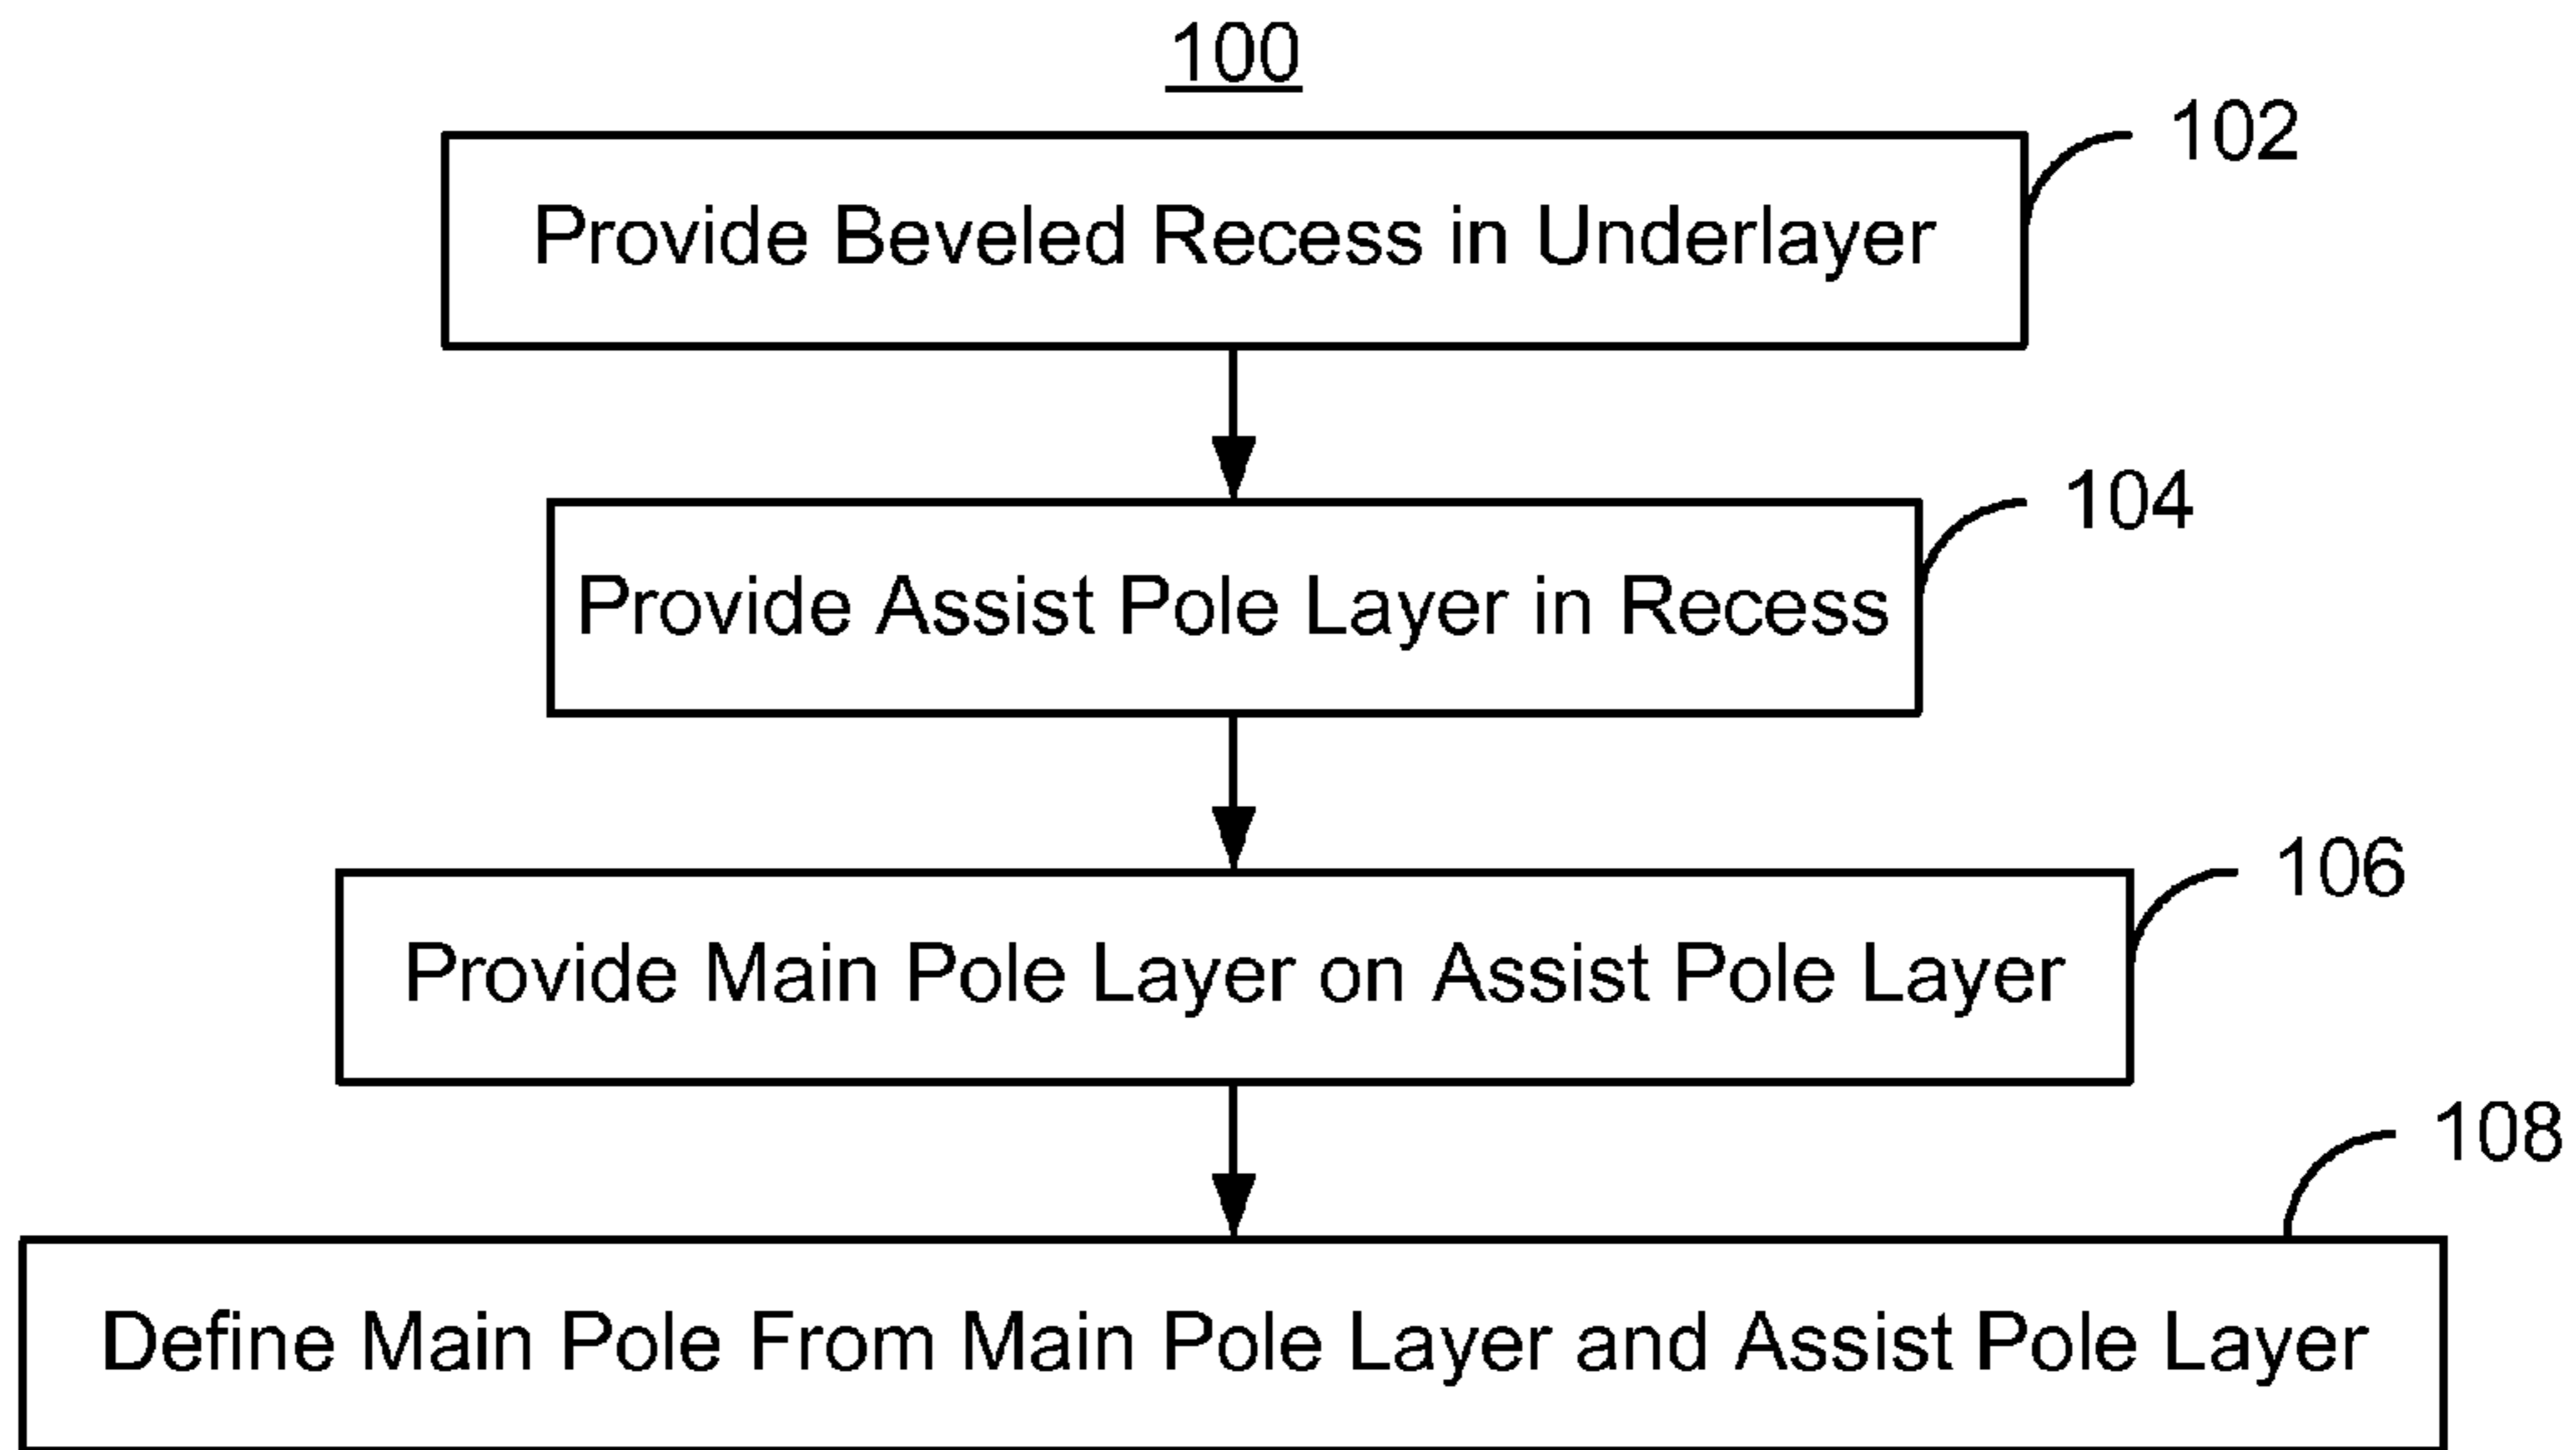 100
102
Provide Beveled Recess in Underlayer
104
Provide Assist Pole Layer in Recess
106
Provide Main Pole Layer on Assist Pole Layer
108
Define Main Pole From Main Pole Layer and Assist Pole Layer